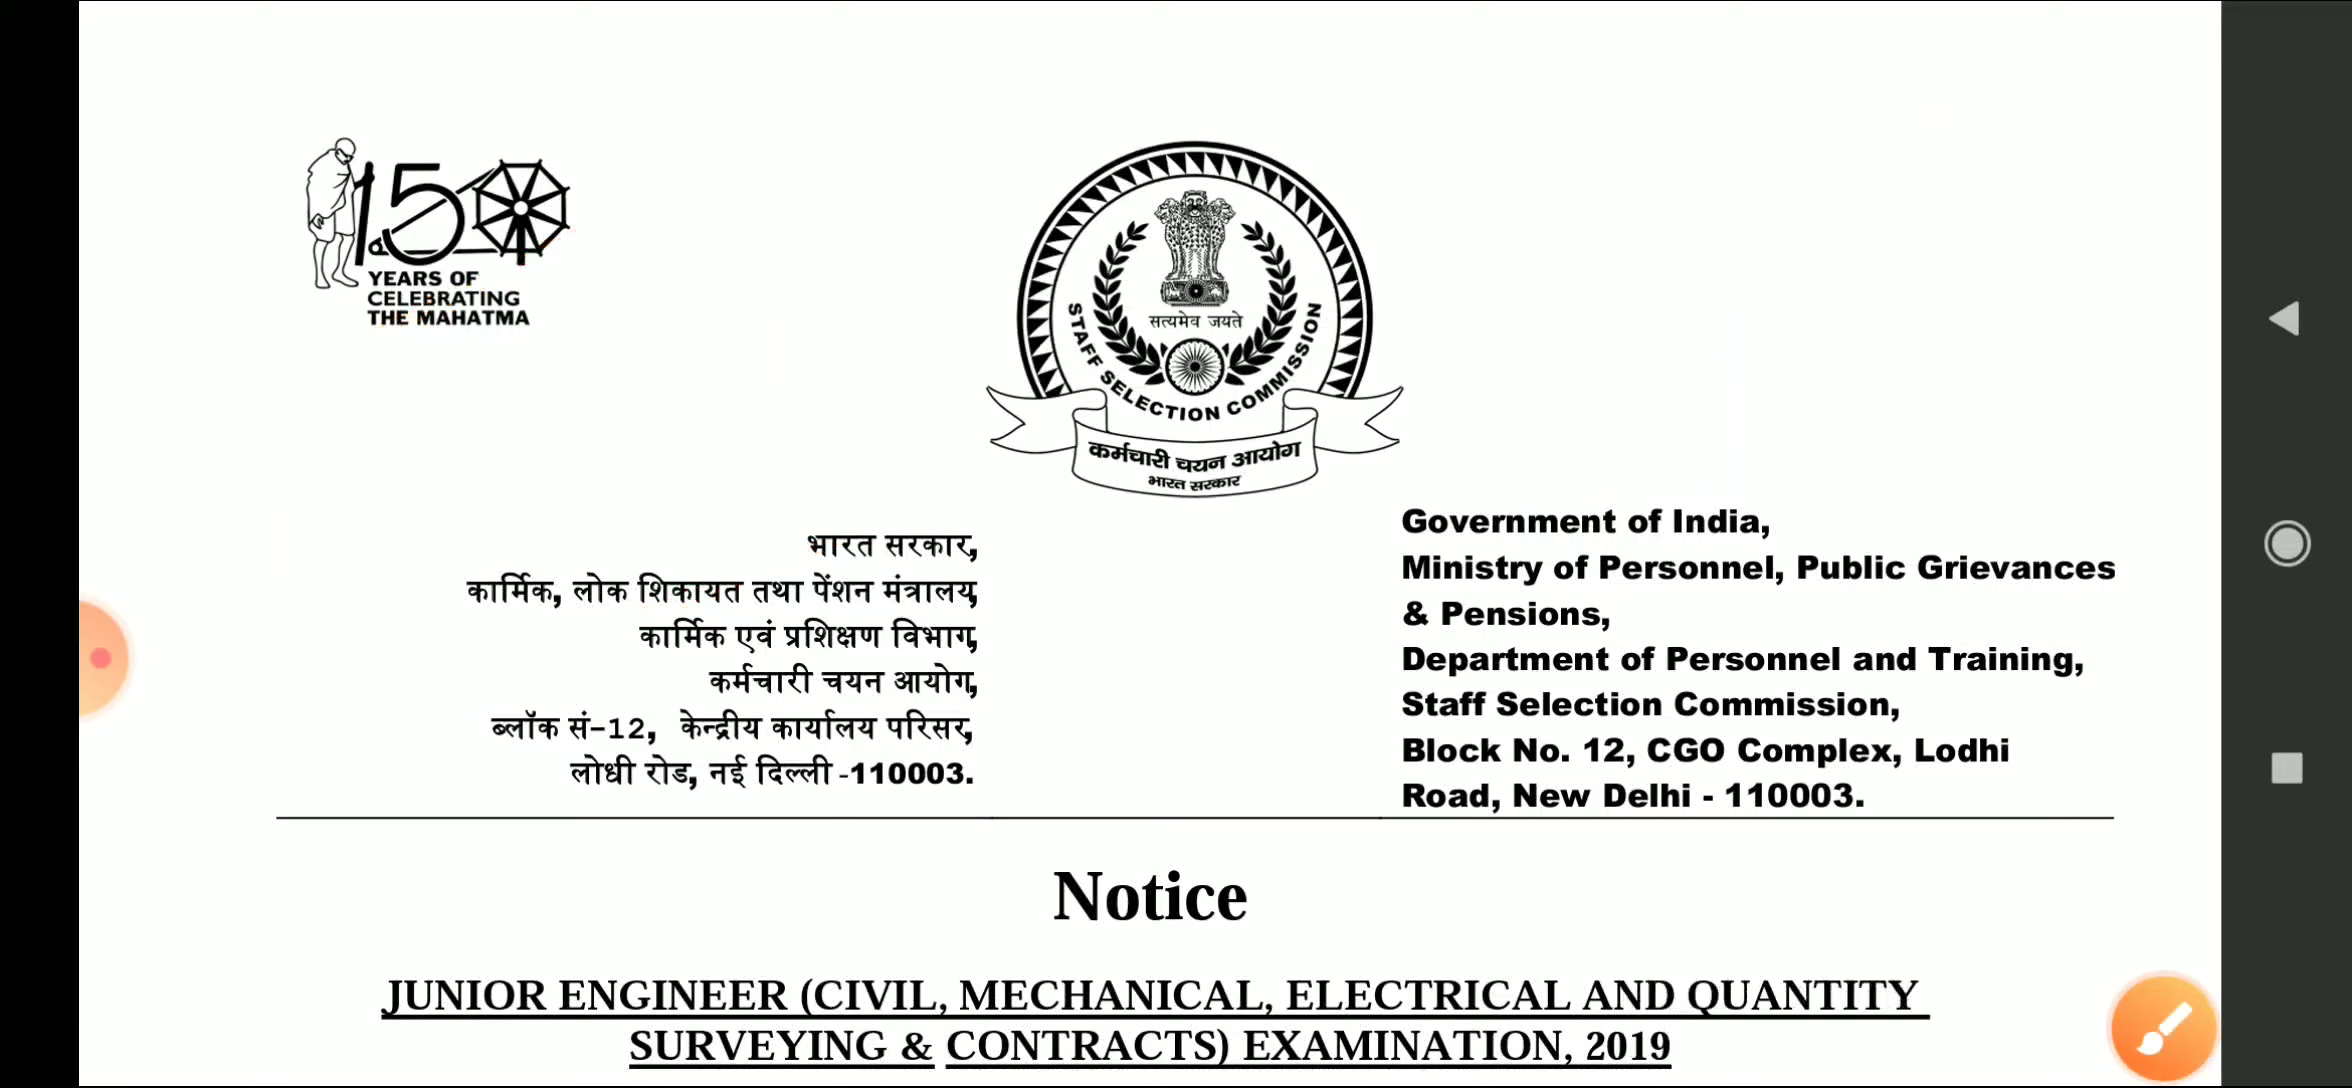 150
YEARS OF
CELEBRATING
THE MAHATMA
सत्यमेव जयते
STAFF SELECTION COMMISSION
कर्मचारी चयन आयोग
भारत सरकार
भारत सरकार,
कार्मिक, लोक शिकायत तथा पेंशन मंत्रालय,
कार्मिक एवं प्रशिक्षण विभाग,
कर्मचारी चयन आयोग,
ब्लॉक सं-12, केन्द्रीय कार्यालय परिसर,
लोधी रोड, नई दिल्ली -110003.
Government of India,
Ministry of Personnel, Public Grievances
& Pensions,
Department of Personnel and Training,
Staff Selection Commission,
Block No. 12, CGO Complex, Lodhi
Road, New Delhi - 110003.
Notice
JUNIOR ENGINEER (CIVIL, MECHANICAL, ELECTRICAL AND QUANTITY
SURVEYING & CONTRACTS) EXAMINATION, 2019